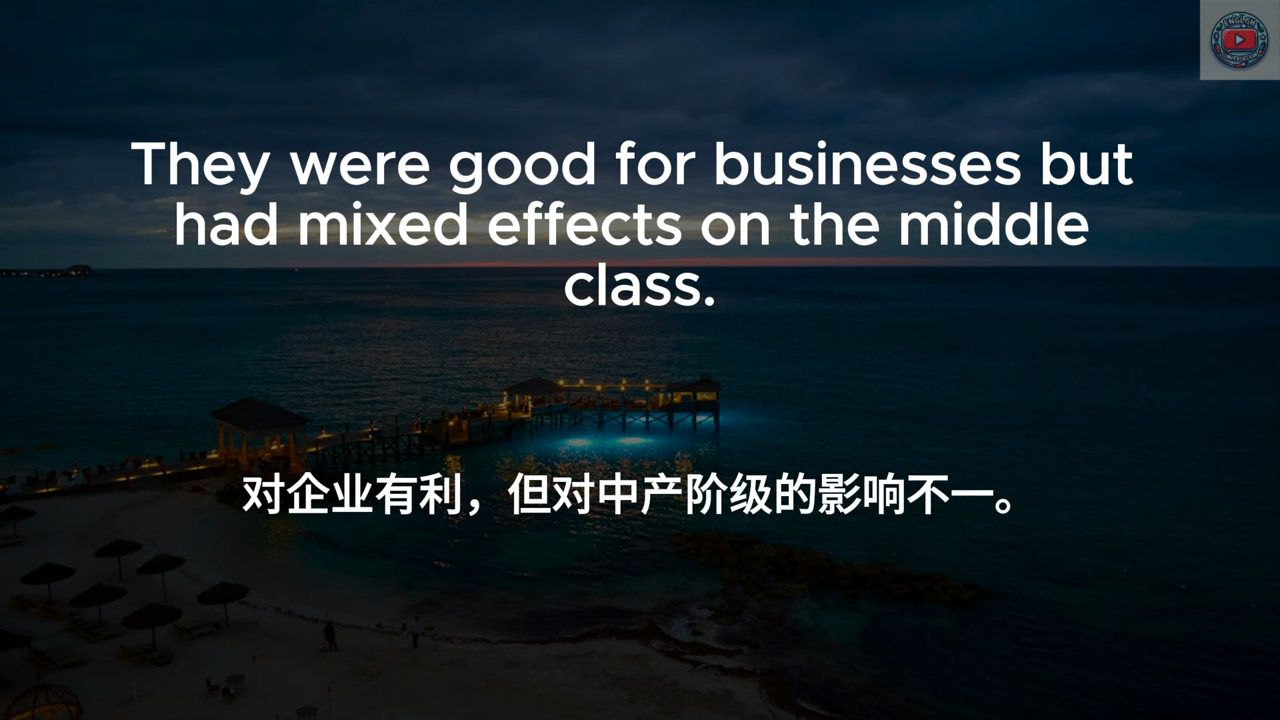 They were good for businesses but
had mixed effects on the middle
class.
对企业有利，但对中产阶级的影响不一。
ENGLISH